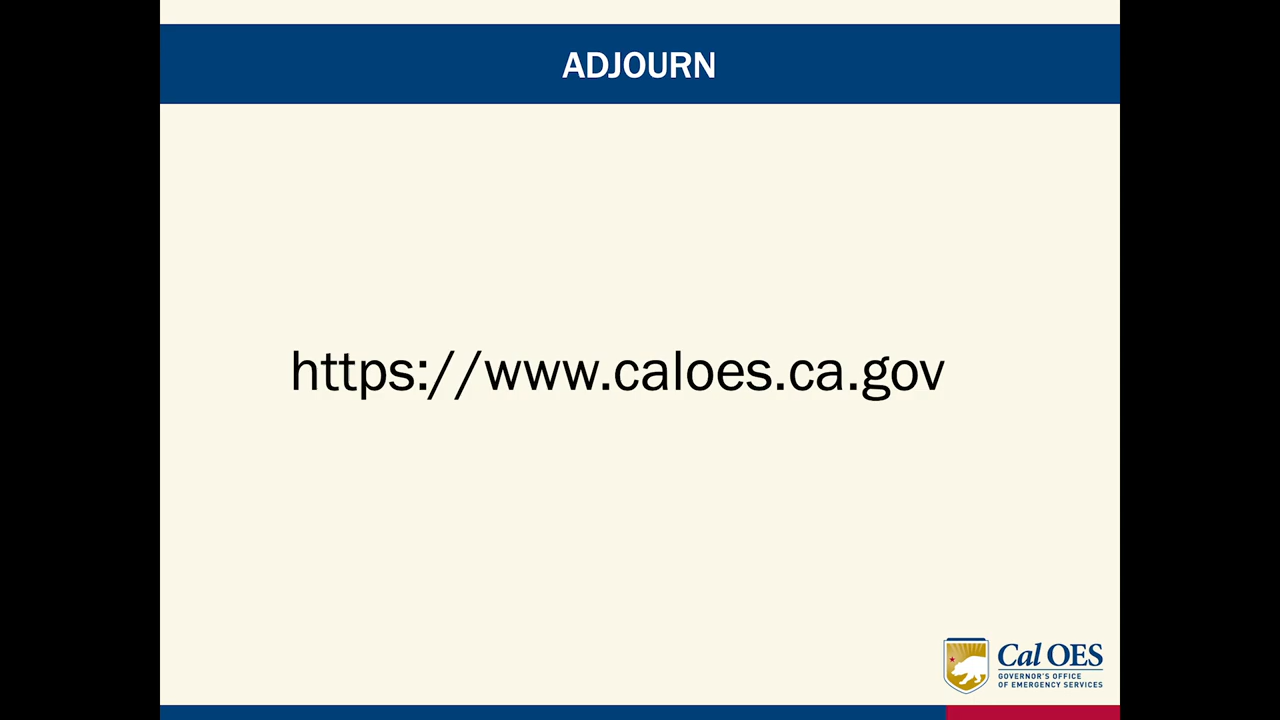 ADJOURN
https://www.caloes.ca.gov
Cal OES
GOVERNOR'S OFFICE
OF EMERGENCY SERVICES